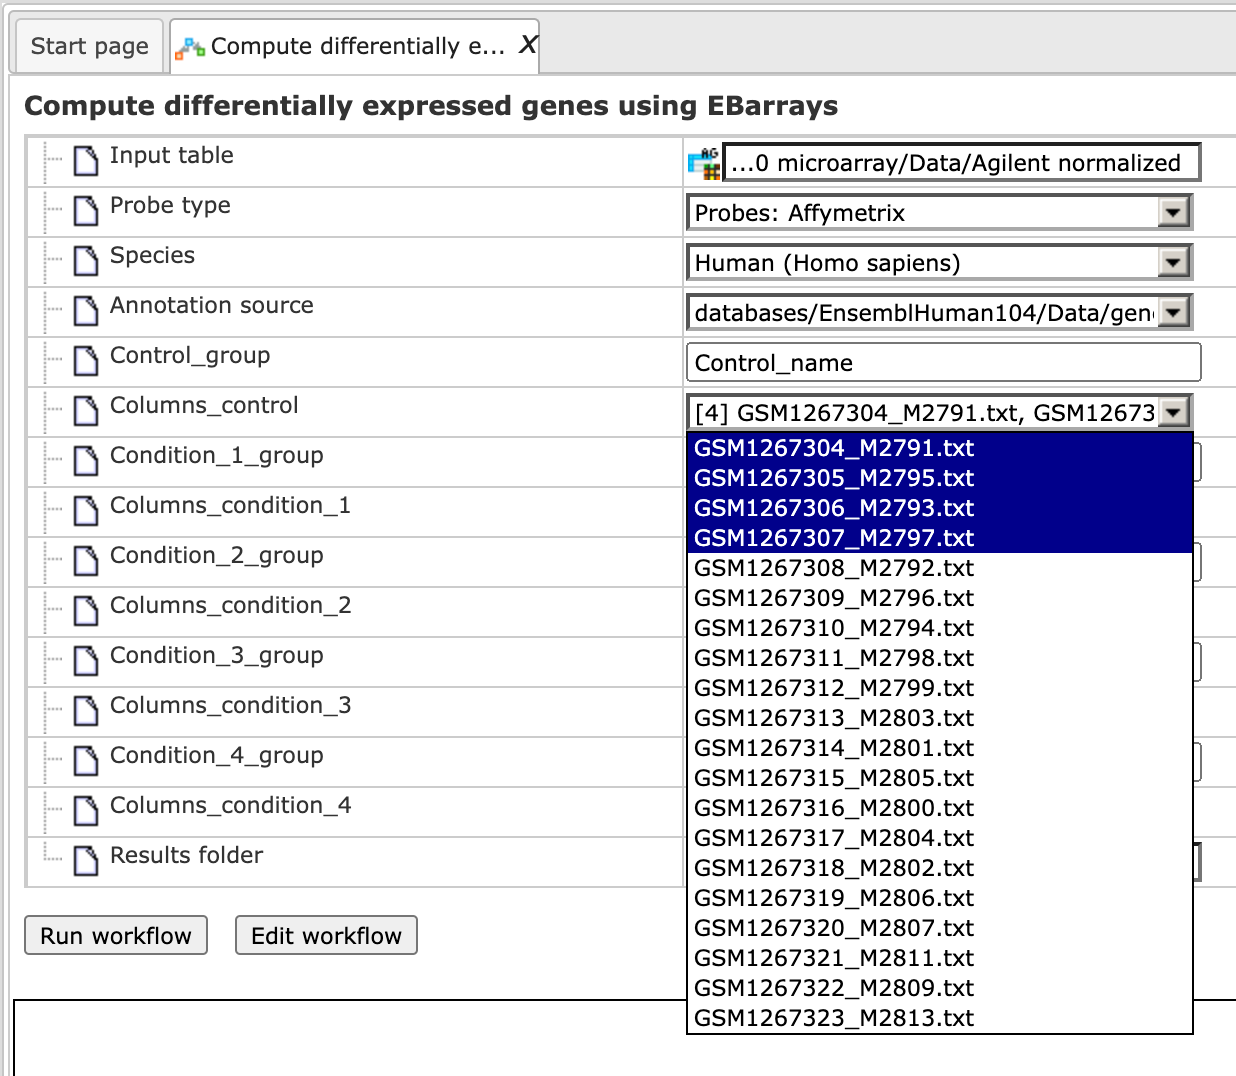 Start page
Compute differentially e... X
Compute differentially expressed genes using EBarrays
Input table
...0 microarray/Data/Agilent normalized
Probe type
Probes: Affymetrix
Species
Human (Homo sapiens)
Annotation source
databases/EnsemblHuman104/Data/gen
Control_group
Control_name
Columns_control
[4] GSM1267304_M2791.txt, GSM12673
Condition_1_group
Columns_condition_1
Condition_2_group
Columns_condition_2
Condition_3_group
Columns_condition_3
Condition_4_group
Columns_condition_4
Results folder
GSM1267304_M2791.txt
GSM1267305_M2795.txt
GSM1267306_M2793.txt
GSM1267307_M2797.txt
GSM1267308_M2792.txt
GSM1267309_M2796.txt
GSM1267310_M2794.txt
GSM1267311_M2798.txt
GSM1267312_M2799.txt
GSM1267313_M2803.txt
GSM1267314_M2801.txt
GSM1267315_M2805.txt
GSM1267316_M2800.txt
GSM1267317_M2804.txt
GSM1267318_M2802.txt
GSM1267319_M2806.txt
GSM1267320_M2807.txt
GSM1267321_M2811.txt
GSM1267322_M2809.txt
GSM1267323_M2813.txt
Run workflow
Edit workflow